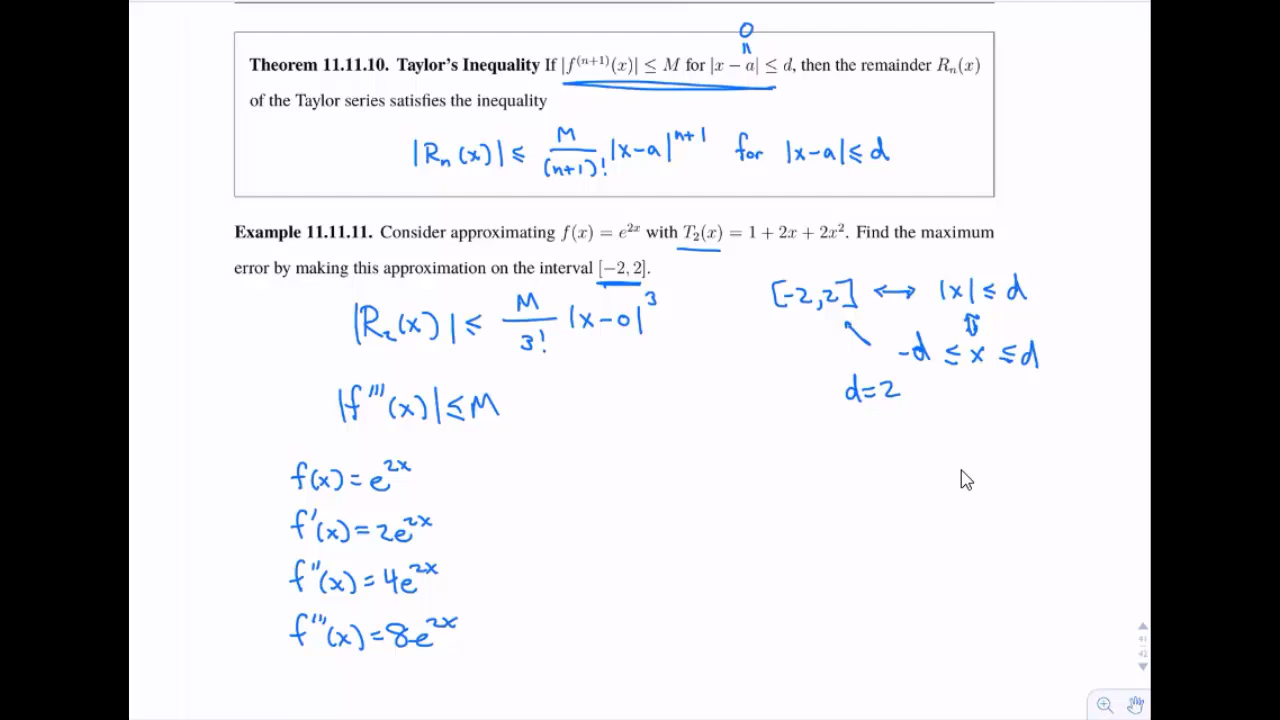 0
n
Theorem 11.11.10. Taylor's Inequality If |f^{(n+1)}(x)| ≤ M for |x − a| ≤ d, then the remainder R_n(x)
of the Taylor series satisfies the inequality
|R_n(x)| ≤ M/(n+1)! |x-a|^{n+1} for |x-a| ≤ d
Example 11.11.11. Consider approximating f(x) = e^{2x} with T_2(x) = 1 + 2x + 2x^2. Find the maximum
error by making this approximation on the interval [−2, 2].
[-2,2] ↔ |x| ≤ d
|R_2(x)| ≤ M/3! |x-0|^3
⇕
-d ≤ x ≤ d
d=2
|f'''(x)| ≤ M
f(x) = e^{2x}
f'(x) = 2e^{2x}
f''(x) = 4e^{2x}
f'''(x) = 8e^{2x}
41
42